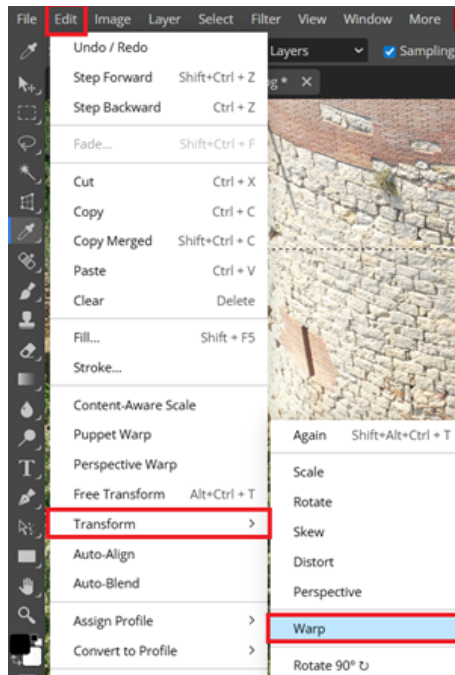 File Edit Image Layer Select Filter View Window More
Layers Sampling
Undo / Redo
Step Forward Shift+Ctrl + Z
Step Backward Ctrl + Z
Fade... Shift+Ctrl + F
Cut Ctrl + X
Copy Ctrl + C
Copy Merged Shift+Ctrl + C
Paste Ctrl + V
Clear Delete
Fill... Shift + F5
Stroke...
Content-Aware Scale
Puppet Warp
Perspective Warp
Free Transform Alt+Ctrl + T
Transform >
Auto-Align
Auto-Blend
Assign Profile >
Convert to Profile >
Again Shift+Alt+Ctrl + T
Scale
Rotate
Skew
Distort
Perspective
Warp
Rotate 90° ↻